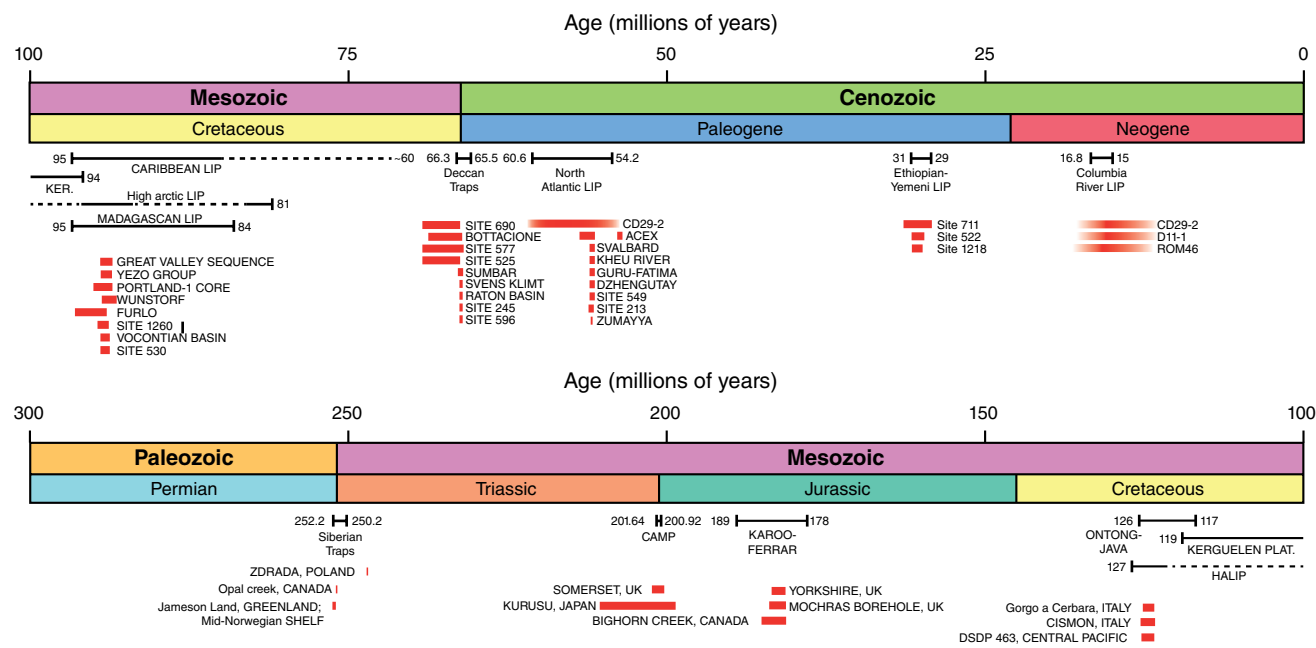 Age (millions of years)
100 75 50 25 0
Mesozoic Cenozoic
Cretaceous Paleogene Neogene
95 ~60 66.3 65.5 60.6 54.2 31 29 16.8 15
CARIBBEAN LIP
Deccan
Traps
North
Atlantic LIP
Ethiopian-
Yemeni LIP
Columbia
River LIP
94
KER.
High arctic LIP
81
MADAGASCAN LIP
95 84
GREAT VALLEY SEQUENCE
YEZO GROUP
PORTLAND-1 CORE
WUNSTORF
FURLO
SITE 1260
VOCONTIAN BASIN
SITE 530
SITE 690
BOTTACIONE
SITE 577
SITE 525
SUMBAR
SVENS KLIMT
RATON BASIN
SITE 245
SITE 596
CD29-2
ACEX
SVALBARD
KHEU RIVER
GURU-FATIMA
DZHENGUTAY
SITE 549
SITE 213
ZUMAYYA
Site 711
Site 522
Site 1218
CD29-2
D11-1
ROM46
Age (millions of years)
300 250 200 150 100
Paleozoic Mesozoic
Permian Triassic Jurassic Cretaceous
252.2 250.2 201.64 200.92 189 178 126 117
Siberian
Traps
CAMP
KAROO-
FERRAR
ONTONG-
JAVA
119
KERGUELEN PLAT.
127
HALIP
ZDRADA, POLAND
Opal creek, CANADA
Jameson Land, GREENLAND;
Mid-Norwegian SHELF
SOMERSET, UK
KURUSU, JAPAN
BIGHORN CREEK, CANADA
YORKSHIRE, UK
MOCHRAS BOREHOLE, UK
Gorgo a Cerbara, ITALY
CISMON, ITALY
DSDP 463, CENTRAL PACIFIC